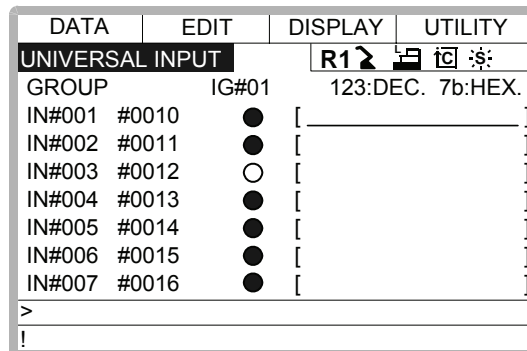 DATA EDIT DISPLAY UTILITY
UNIVERSAL INPUT R1 C S
GROUP IG#01 123:DEC. 7b:HEX.
IN#001 #0010 ● [ ]
IN#002 #0011 ● [ ]
IN#003 #0012 ○ [ ]
IN#004 #0013 ● [ ]
IN#005 #0014 ● [ ]
IN#006 #0015 ● [ ]
IN#007 #0016 ● [ ]
>
!